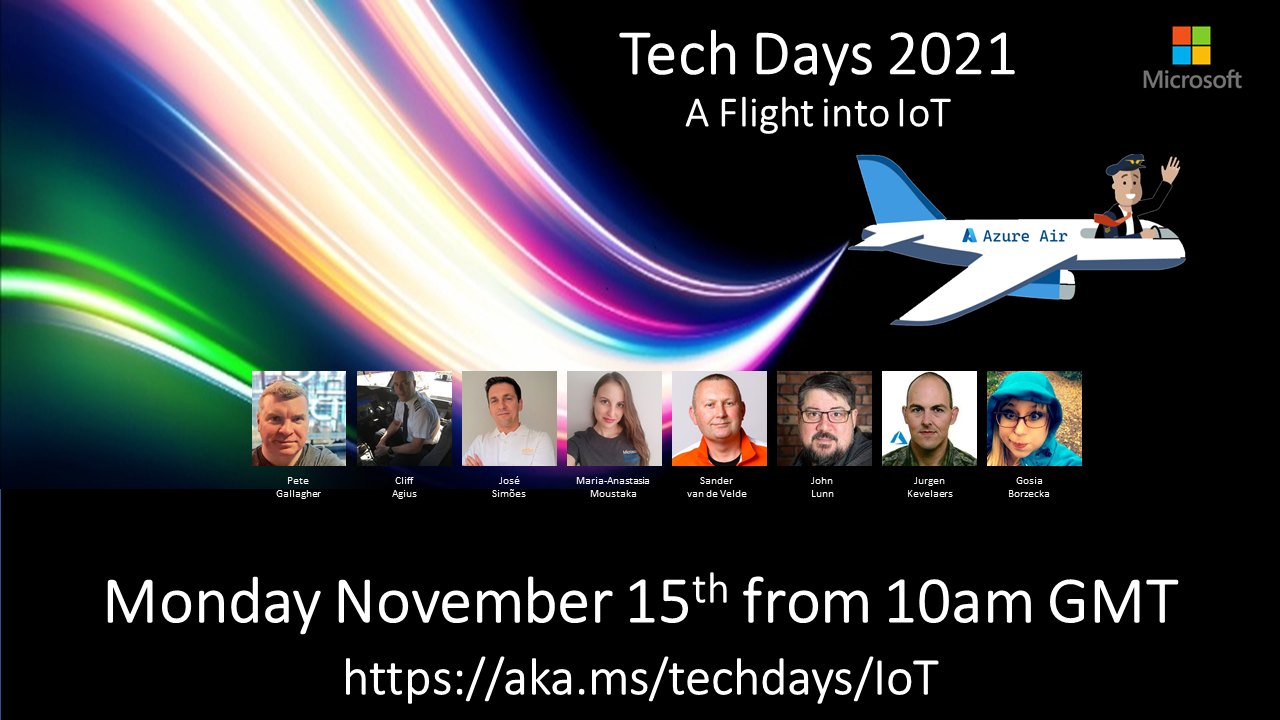 Tech Days 2021
A Flight into IoT
Microsoft
Azure Air
Pete
Gallagher
Cliff
Agius
José
Simões
Maria-Anastasia
Moustaka
Sander
van de Velde
John
Lunn
Jurgen
Kevelaers
Gosia
Borzecka
Monday November 15th from 10am GMT
https://aka.ms/techdays/IoT